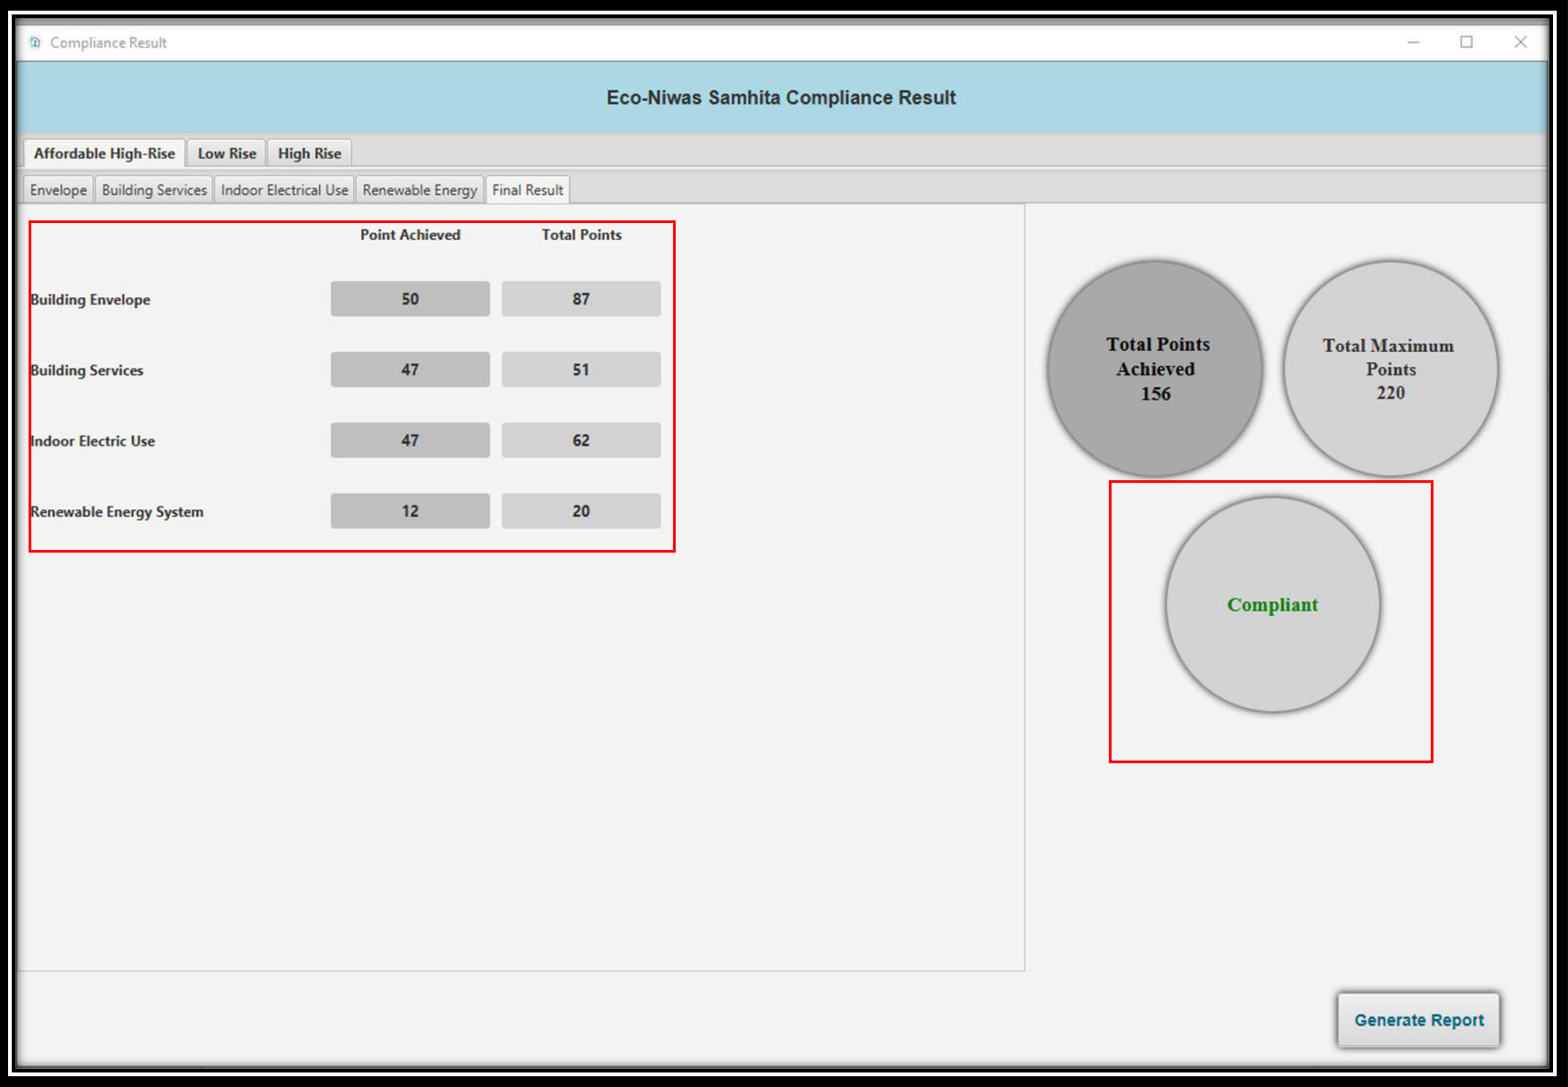 Compliance Result
Eco-Niwas Samhita Compliance Result
Affordable High-Rise Low Rise High Rise
Envelope Building Services Indoor Electrical Use Renewable Energy Final Result
Point Achieved Total Points
Building Envelope 50 87
Building Services 47 51
Indoor Electric Use 47 62
Renewable Energy System 12 20
Total Points
Achieved
156
Total Maximum
Points
220
Compliant
Generate Report